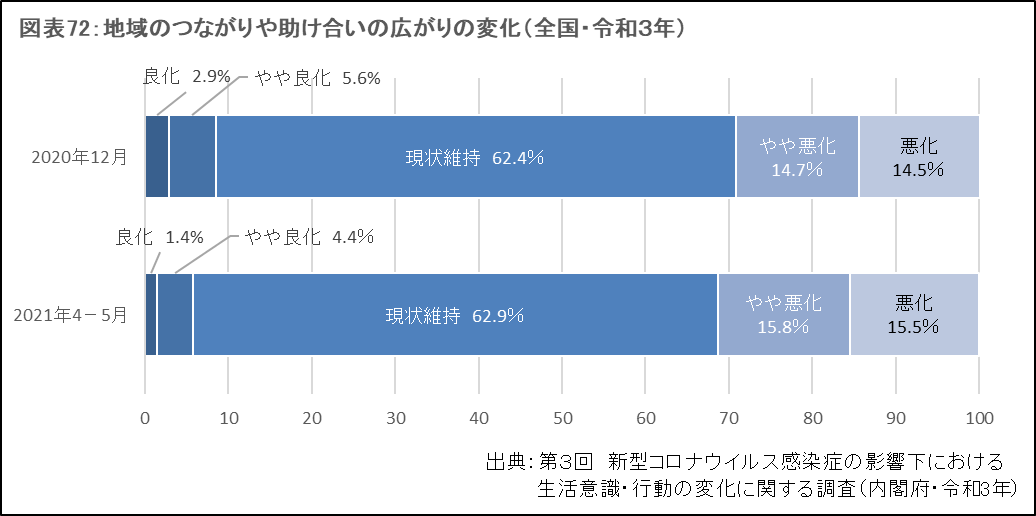 図表72：地域のつながりや助け合いの広がりの変化（全国・令和3年）
良化 2.9% やや良化 5.6%
2020年12月
現状維持 62.4%
やや悪化
14.7%
悪化
14.5%
良化 1.4% やや良化 4.4%
2021年4－5月
現状維持 62.9%
やや悪化
15.8%
悪化
15.5%
0 10 20 30 40 50 60 70 80 90 100
出典：第3回 新型コロナウイルス感染症の影響下における
生活意識・行動の変化に関する調査（内閣府・令和3年）